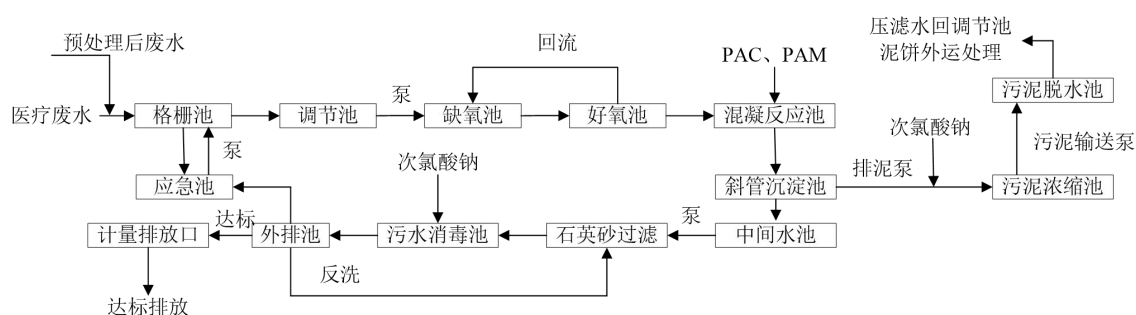 预处理后废水
回流
PAC、PAM
压滤水回调节池
泥饼外运处理
医疗废水
格栅池
调节池
泵
缺氧池
好氧池
混凝反应池
污泥脱水池
泵
次氯酸钠
次氯酸钠
污泥输送泵
应急池
斜管沉淀池
排泥泵
污泥浓缩池
计量排放口
达标
外排池
污水消毒池
石英砂过滤
泵
中间水池
反洗
达标排放